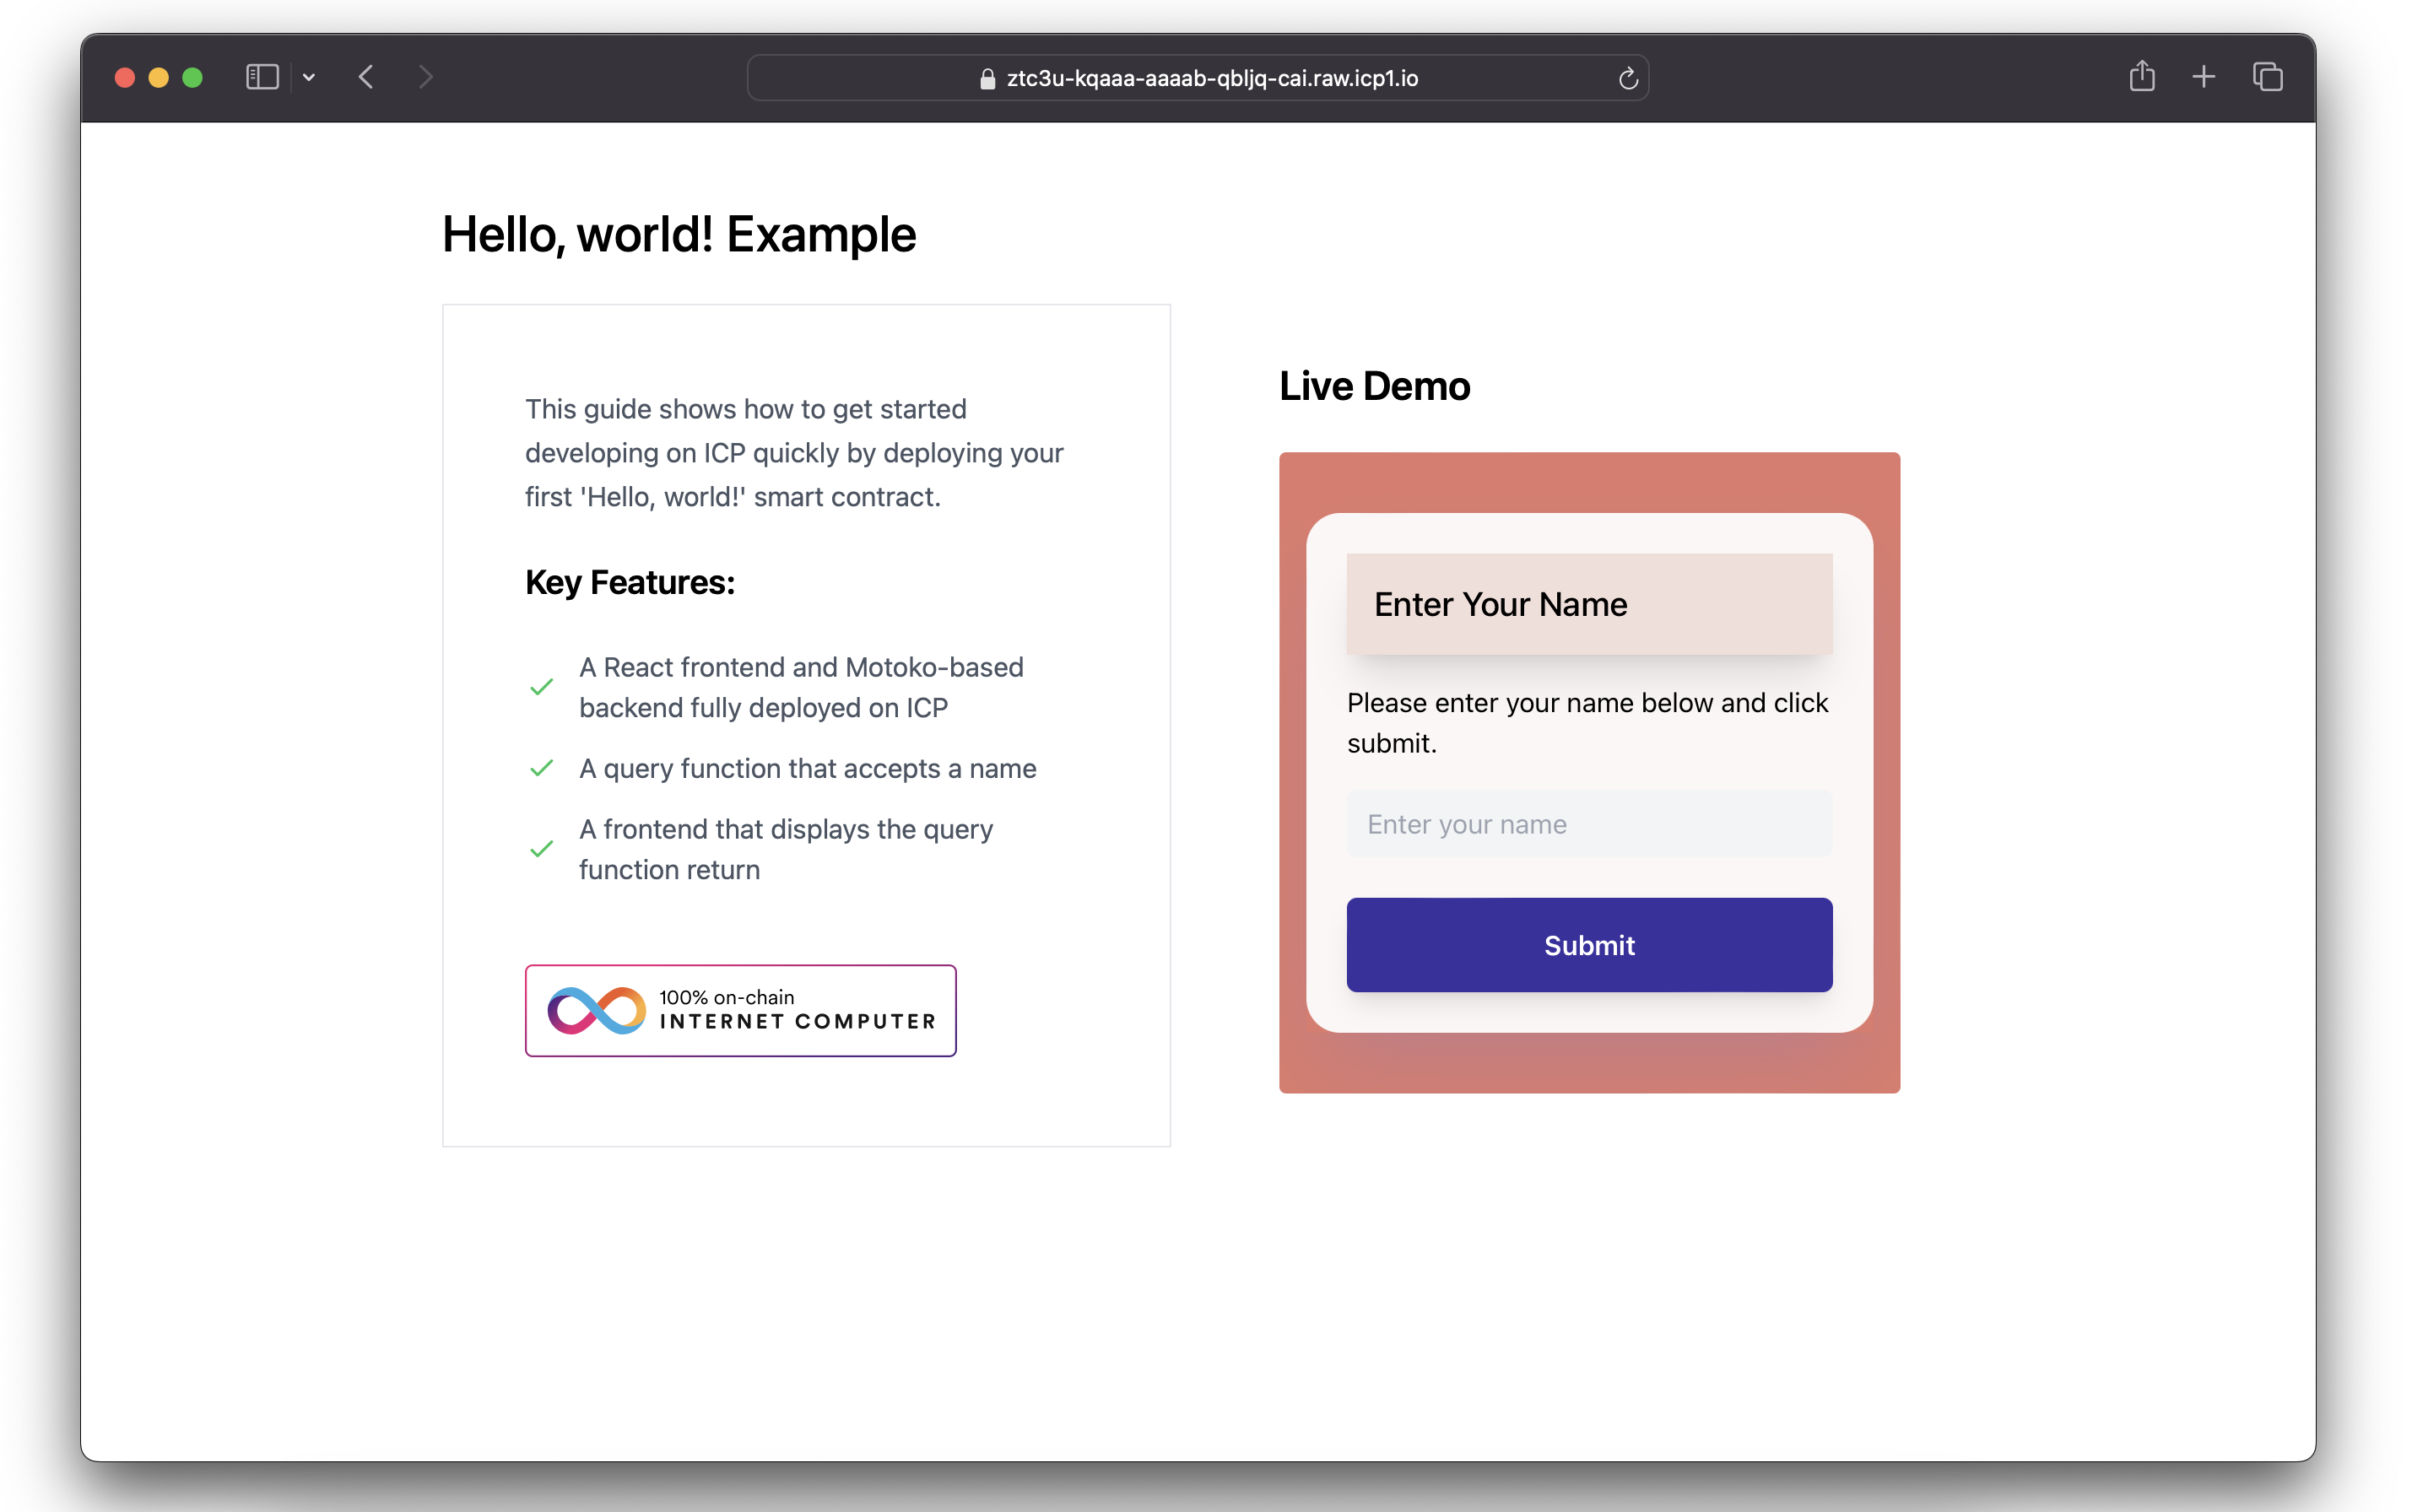 ztc3u-kqaaa-aaaab-qbljq-cai.raw.icp1.io
Hello, world! Example
This guide shows how to get started
developing on ICP quickly by deploying your
first 'Hello, world!' smart contract.
Key Features:
A React frontend and Motoko-based
backend fully deployed on ICP
A query function that accepts a name
A frontend that displays the query
function return
100% on-chain
INTERNET COMPUTER
Live Demo
Enter Your Name
Please enter your name below and click
submit.
Enter your name
Submit